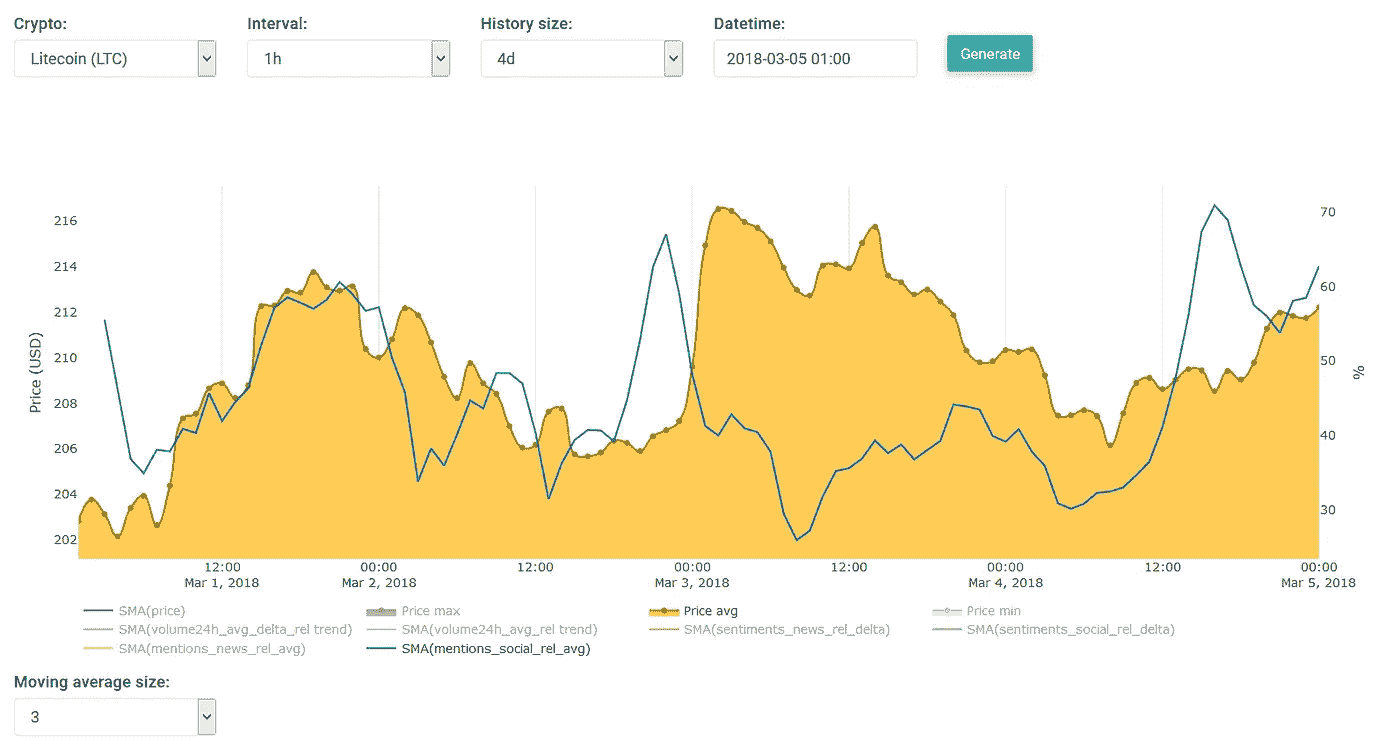 Crypto: Interval: History size: Datetime:
Litecoin (LTC) 1h 4d 2018-03-05 01:00 Generate
216
214
212
210
208
206
204
202
Price (USD)
70
60
50
40
30
%
12:00 00:00 12:00 00:00 12:00 00:00 12:00 00:00
Mar 1, 2018 Mar 2, 2018 Mar 3, 2018 Mar 4, 2018 Mar 5, 2018
SMA(price) Price max Price avg Price min
SMA(volume24h_avg_delta_rel trend) SMA(volume24h_avg_rel trend) SMA(sentiments_news_rel_delta) SMA(sentiments_social_rel_delta)
SMA(mentions_news_rel_avg) SMA(mentions_social_rel_avg)
Moving average size:
3